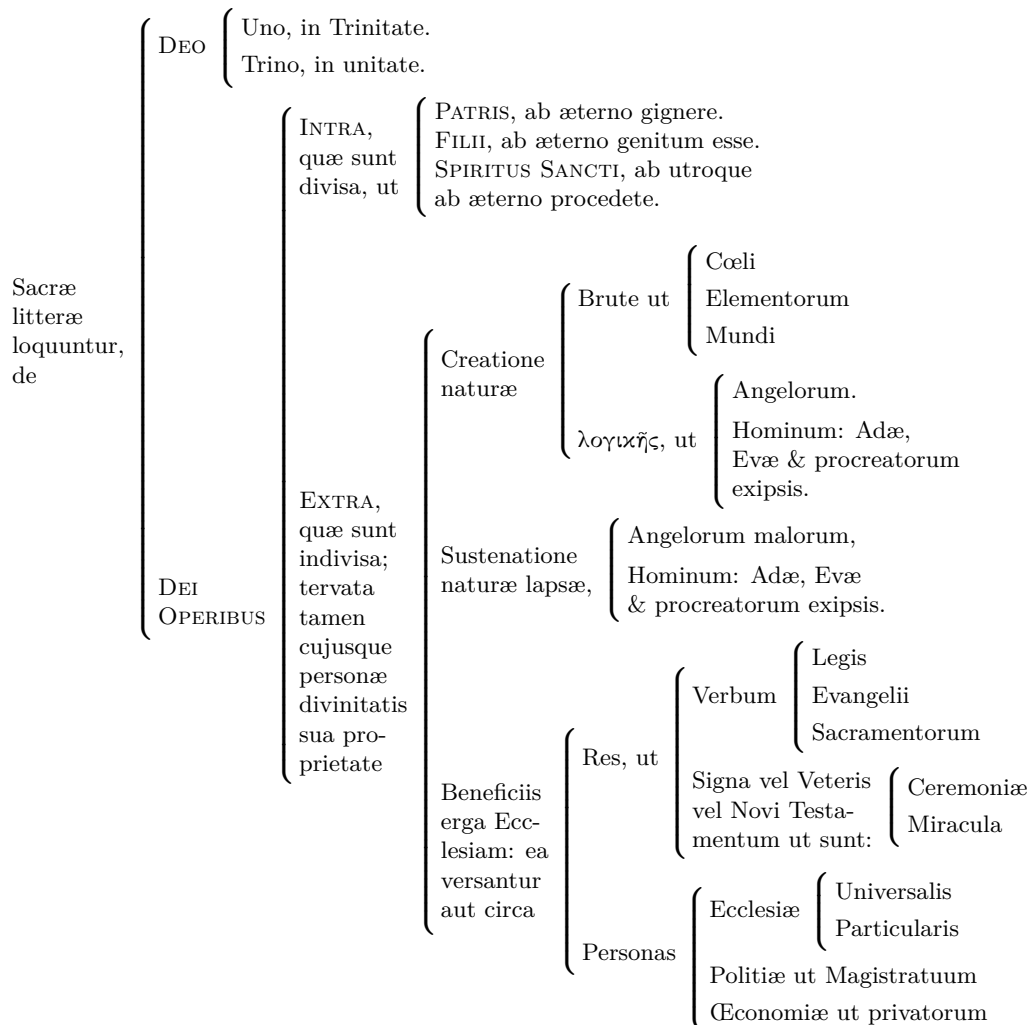 Sacræ
litteræ
loquuntur,
de
DEO
Uno, in Trinitate.
Trino, in unitate.
DEI
OPERIBUS
INTRA,
quæ sunt
divisa, ut
PATRIS, ab æterno gignere.
FILII, ab æterno genitum esse.
SPIRITUS SANCTI, ab utroque
ab æterno procedete.
EXTRA,
quæ sunt
indivisa;
tervata
tamen
cujusque
personæ
divinitatis
sua pro-
prietate
Creatione
naturæ
Brute ut
Cœli
Elementorum
Mundi
λογικῆς, ut
Angelorum.
Hominum: Adæ,
Evæ & procreatorum
exipsis.
Sustenatione
naturæ lapsæ,
Angelorum malorum,
Hominum: Adæ, Evæ
& procreatorum exipsis.
Beneficiis
erga Ecc-
lesiam: ea
versantur
aut circa
Res, ut
Verbum
Legis
Evangelii
Sacramentorum
Signa vel Veteris
vel Novi Testa-
mentum ut sunt:
Ceremoniæ
Miracula
Personas
Ecclesiæ
Universalis
Particularis
Politiæ ut Magistratuum
Œconomiæ ut privatorum